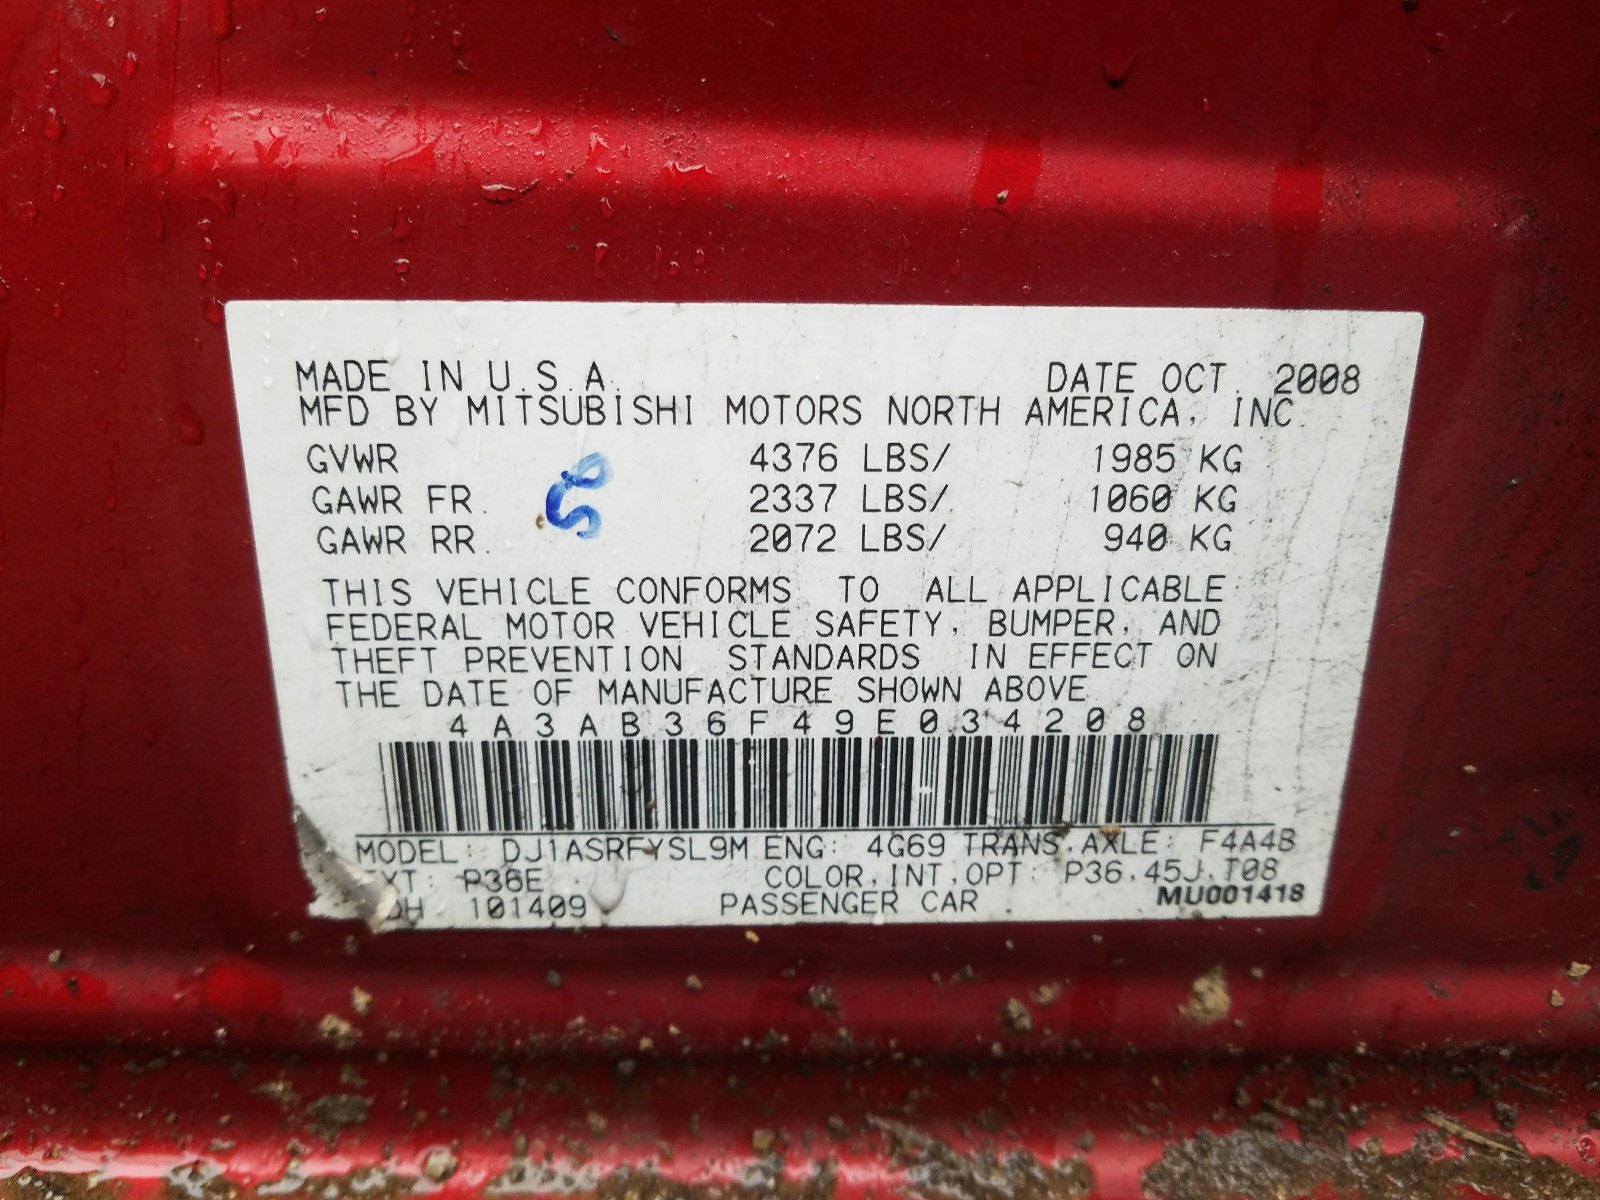 MADE IN U.S.A. DATE OCT. 2008
MFD BY MITSUBISHI MOTORS NORTH AMERICA, INC.
GVWR 4376 LBS/ 1985 KG
GAWR FR. 2337 LBS/ 1060 KG
GAWR RR. 2072 LBS/ 940 KG
THIS VEHICLE CONFORMS TO ALL APPLICABLE
FEDERAL MOTOR VEHICLE SAFETY, BUMPER, AND
THEFT PREVENTION STANDARDS IN EFFECT ON
THE DATE OF MANUFACTURE SHOWN ABOVE.
4A3AB36F49E034208
MODEL: DJ1ASRFYSL9M ENG: 4G69 TRANS.AXLE: F4A4B
EXT: P36E COLOR.INT.OPT: P36.45J.T08
101409 PASSENGER CAR MU001418